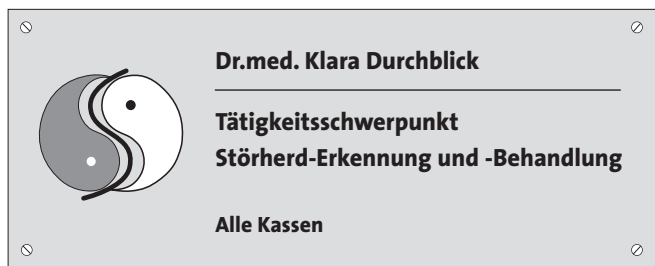 Dr.med. Klara Durchblick
Tätigkeitsschwerpunkt
Störherd-Erkennung und -Behandlung
Alle Kassen